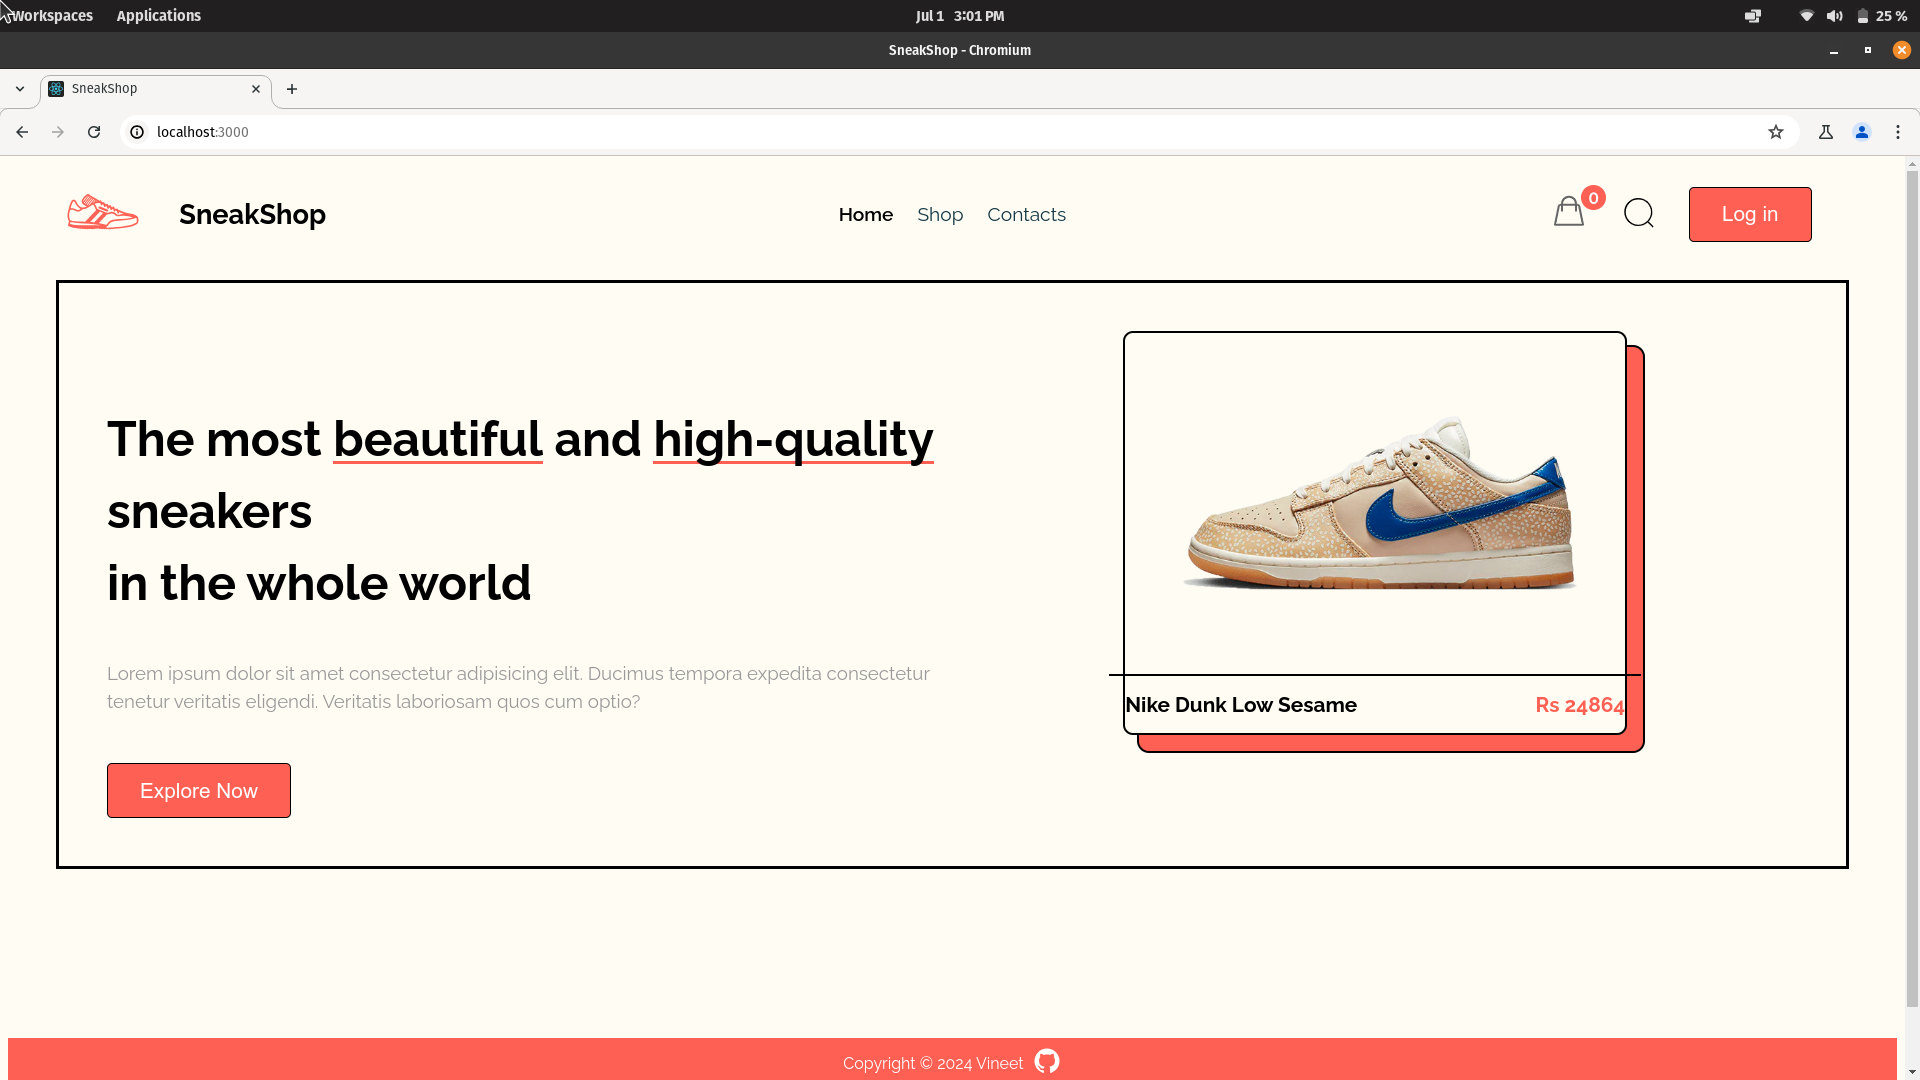 Workspaces
Applications
Jul 1 3:01 PM
25 %
SneakShop - Chromium
SneakShop
localhost:3000
SneakShop
Home
Shop
Contacts
0
Log in
The most beautiful and high-quality
sneakers
in the whole world
Lorem ipsum dolor sit amet consectetur adipisicing elit. Ducimus tempora expedita consectetur
tenetur veritatis eligendi. Veritatis laboriosam quos cum optio?
Explore Now
Nike Dunk Low Sesame
Rs 24864
Copyright © 2024 Vineet